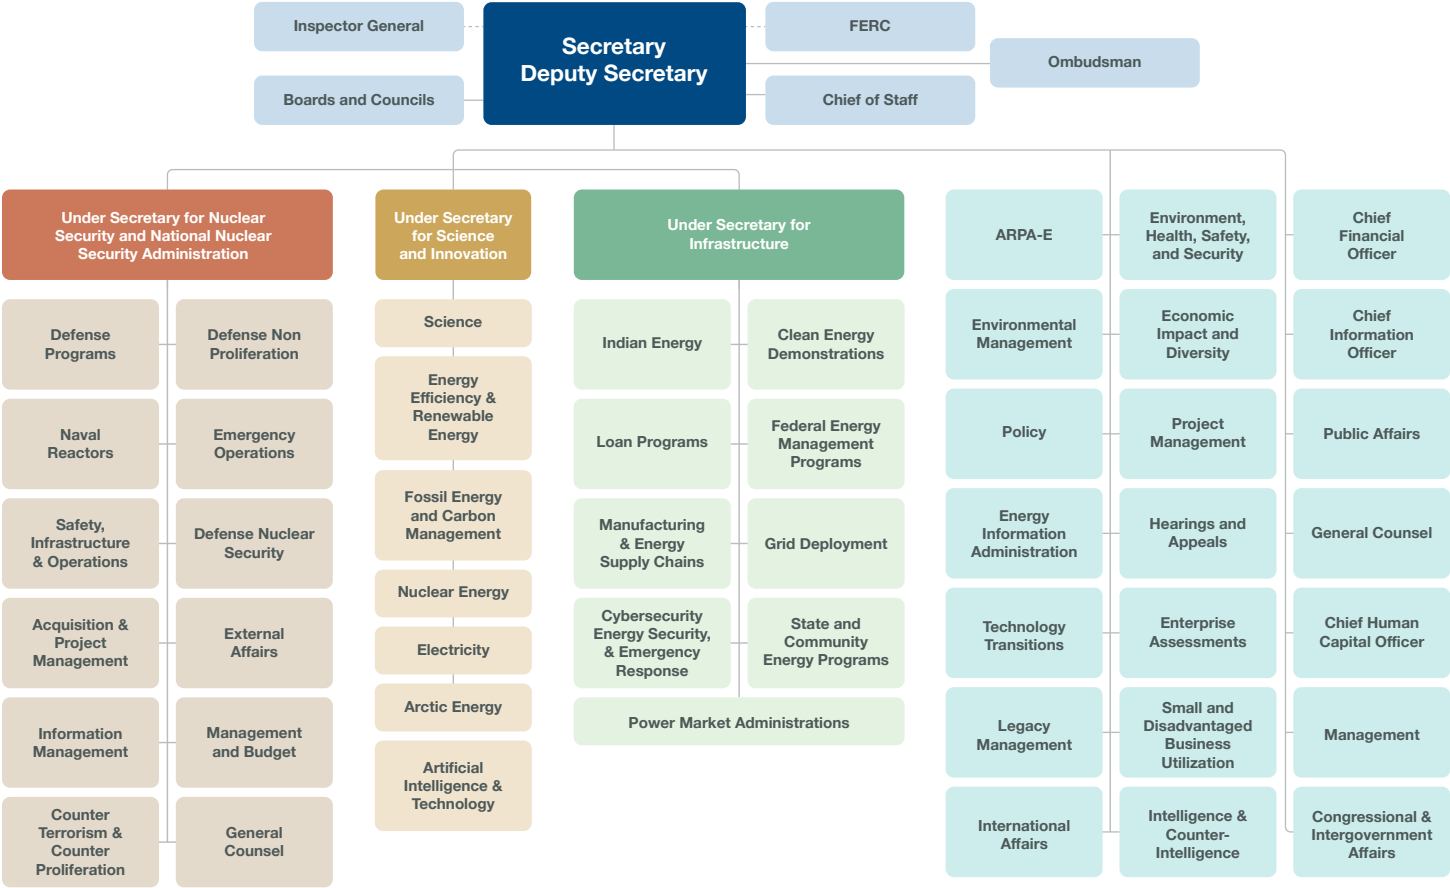 Inspector General
Secretary
Deputy Secretary
FERC
Ombudsman
Boards and Councils
Chief of Staff
Under Secretary for Nuclear
Security and National Nuclear
Security Administration
Defense
Programs
Defense Non
Proliferation
Naval
Reactors
Emergency
Operations
Safety,
Infrastructure
& Operations
Defense Nuclear
Security
Acquisition &
Project
Management
External
Affairs
Information
Management
Management
and Budget
Counter
Terrorism &
Counter
Proliferation
General
Counsel
Under Secretary
for Science
and Innovation
Science
Energy
Efficiency &
Renewable
Energy
Fossil Energy
and Carbon
Management
Nuclear Energy
Electricity
Arctic Energy
Artificial
Intelligence &
Technology
Under Secretary for
Infrastructure
Indian Energy
Clean Energy
Demonstrations
Loan Programs
Federal Energy
Management
Programs
Manufacturing
& Energy
Supply Chains
Grid Deployment
Cybersecurity
Energy Security,
& Emergency
Response
State and
Community
Energy Programs
Power Market Administrations
ARPA-E
Environment,
Health, Safety,
and Security
Chief
Financial
Officer
Environmental
Management
Economic
Impact and
Diversity
Chief
Information
Officer
Policy
Project
Management
Public Affairs
Energy
Information
Administration
Hearings and
Appeals
General Counsel
Technology
Transitions
Enterprise
Assessments
Chief Human
Capital Officer
Legacy
Management
Small and
Disadvantaged
Business
Utilization
Management
International
Affairs
Intelligence &
Counter-
Intelligence
Congressional &
Intergovernment
Affairs